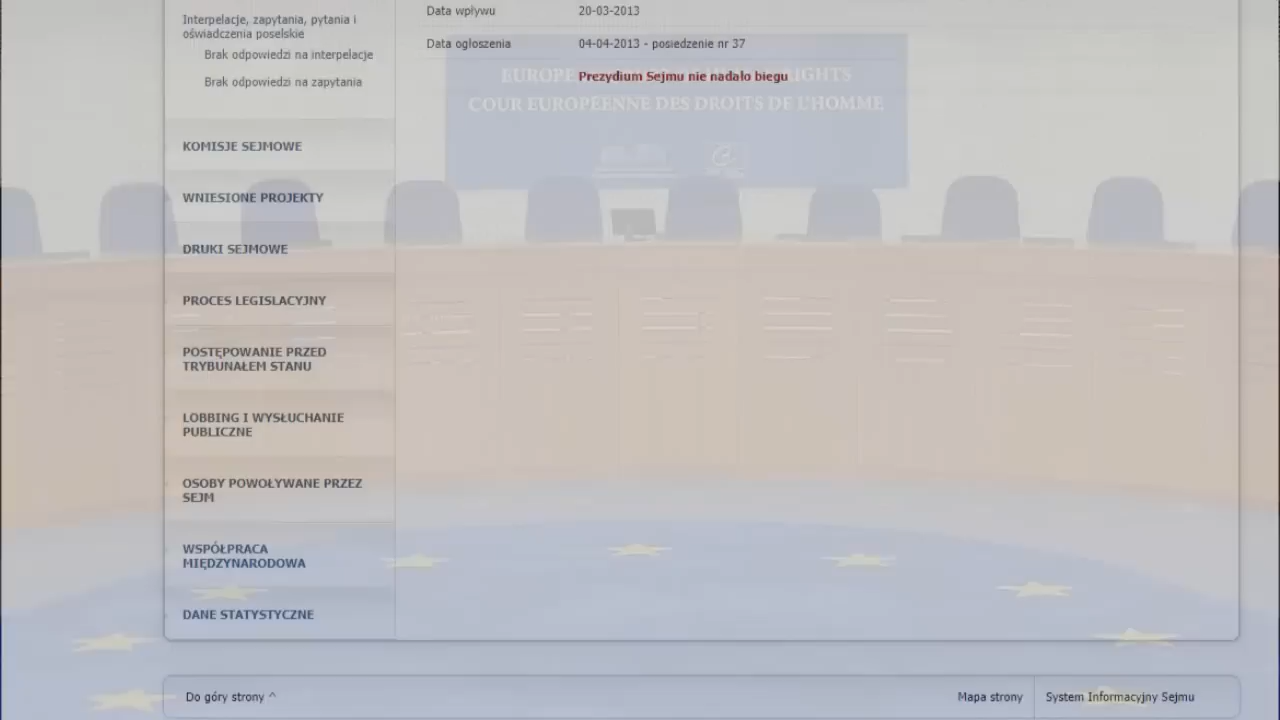 Interpelacje, zapytania, pytania i
oświadczenia poselskie
Brak odpowiedzi na interpelacje
Brak odpowiedzi na zapytania
KOMISJE SEJMOWE
WNIESIONE PROJEKTY
DRUKI SEJMOWE
PROCES LEGISLACYJNY
POSTĘPOWANIE PRZED
TRYBUNAŁEM STANU
LOBBING I WYSŁUCHANIE
PUBLICZNE
OSOBY POWOŁYWANE PRZEZ
SEJM
WSPÓŁPRACA
MIĘDZYNARODOWA
DANE STATYSTYCZNE
Data wpływu 20-03-2013
Data ogłoszenia 04-04-2013 - posiedzenie nr 37
Prezydium Sejmu nie nadało biegu
COUR EUROPÉENNE DES DROITS DE L'HOMME
Do góry strony ^
Mapa strony
System Informacyjny Sejmu